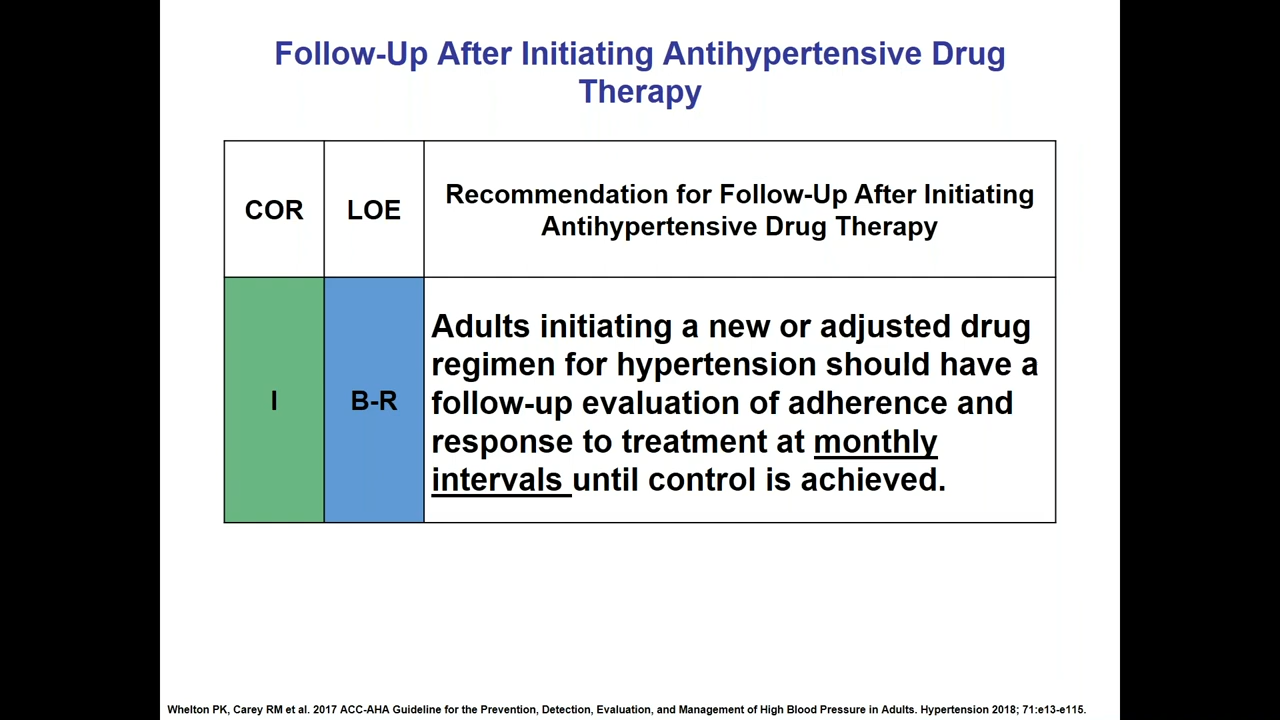 Follow-Up After Initiating Antihypertensive Drug
Therapy
COR
LOE
Recommendation for Follow-Up After Initiating
Antihypertensive Drug Therapy
I
B-R
Adults initiating a new or adjusted drug
regimen for hypertension should have a
follow-up evaluation of adherence and
response to treatment at monthly
intervals until control is achieved.
Whelton PK, Carey RM et al. 2017 ACC-AHA Guideline for the Prevention, Detection, Evaluation, and Management of High Blood Pressure in Adults. Hypertension 2018; 71:e13-e115.